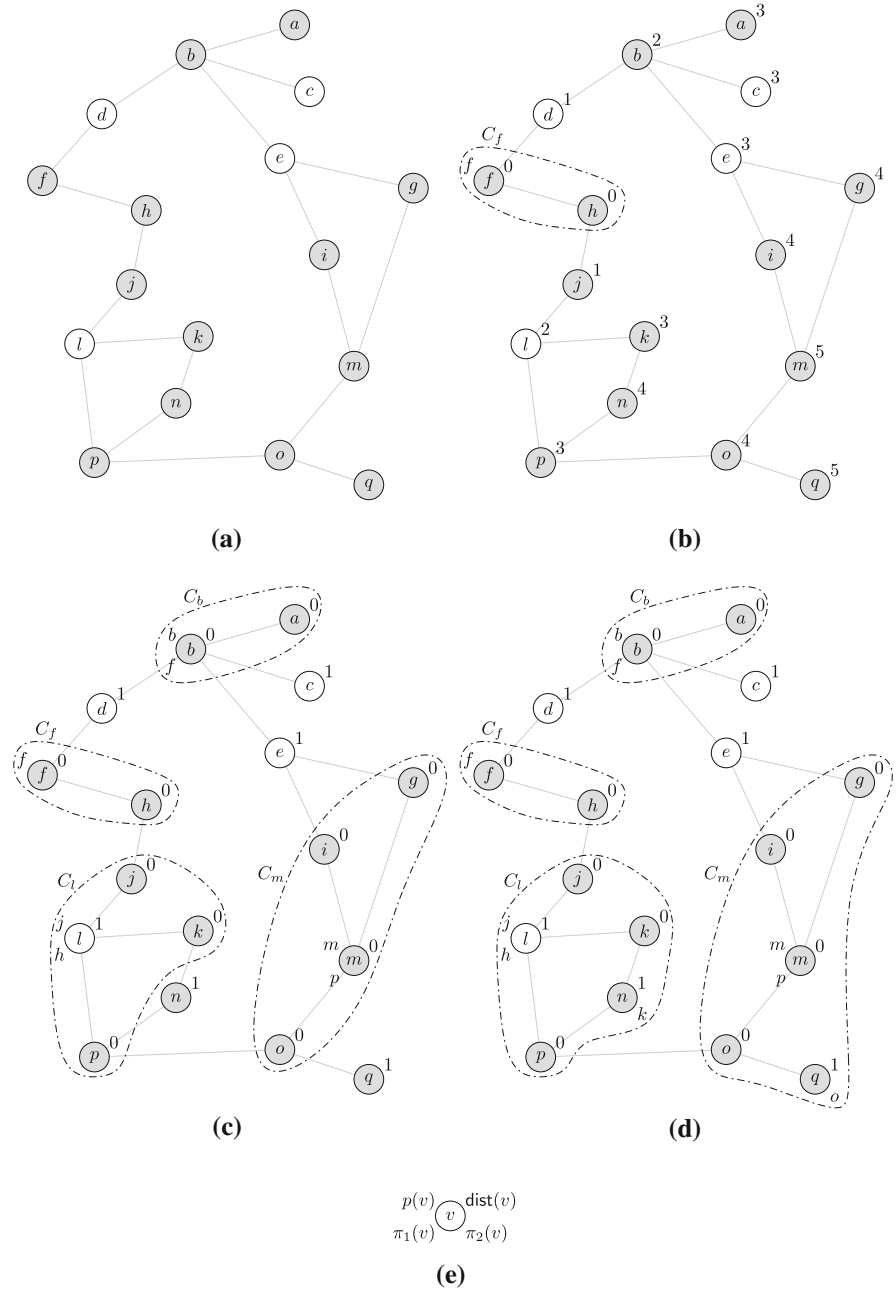 a
b
c
d
e
f
g
h
i
j
k
l
m
n
o
p
q
(a)
a 3
b 2
c 3
d 1
C_f
e 3
f f 0
g 4
h 0
i 4
j 1
l 2
k 3
m 5
n 4
p 3
o 4
q 5
(b)
C_b
a 0
b b 0
f
c 1
d 1
C_f
e 1
f f 0
g 0
h 0
i 0
C_l
j 0
C_m
j l 1
h
k 0
m m 0
p
n 1
p 0
o 0
q 1
(c)
C_b
a 0
b b 0
f
c 1
d 1
C_f
e 1
f f 0
g 0
h 0
i 0
C_l
j 0
C_m
j l 1
h
k 0
m m 0
p
n 1
k
p 0
o 0
q 1
o
(d)
p(v) v dist(v)
π₁(v) π₂(v)
(e)